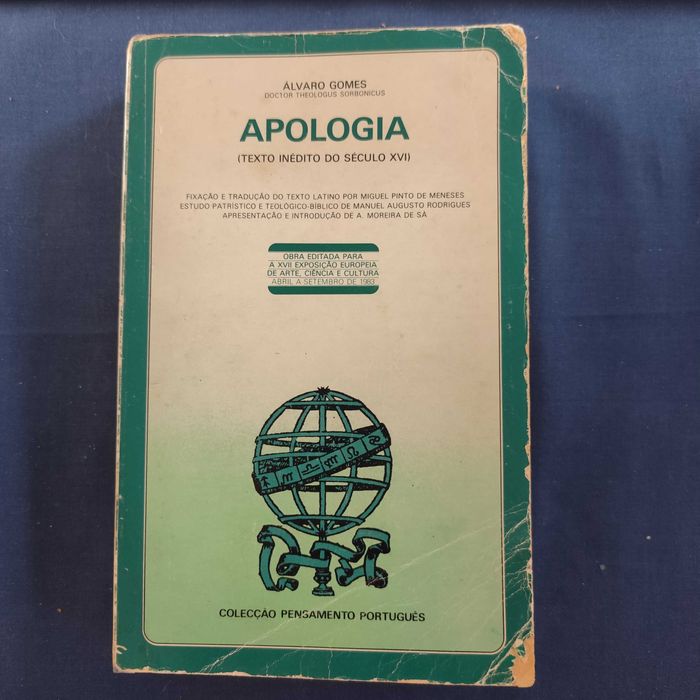 ÁLVARO GOMES
DOCTOR THEOLOGUS SORBONICUS
APOLOGIA
(TEXTO INÉDITO DO SÉCULO XVI)
FIXAÇÃO E TRADUÇÃO DO TEXTO LATINO POR MIGUEL PINTO DE MENESES
ESTUDO PATRÍSTICO E TEOLÓGICO-BÍBLICO DE MANUEL AUGUSTO RODRIGUES
APRESENTAÇÃO E INTRODUÇÃO DE A. MOREIRA DE SÁ
OBRA EDITADA PARA
A XVII EXPOSIÇÃO EUROPEIA
DE ARTE, CIÊNCIA E CULTURA
ABRIL A SETEMBRO DE 1983
COLECÇÃO PENSAMENTO PORTUGUÊS